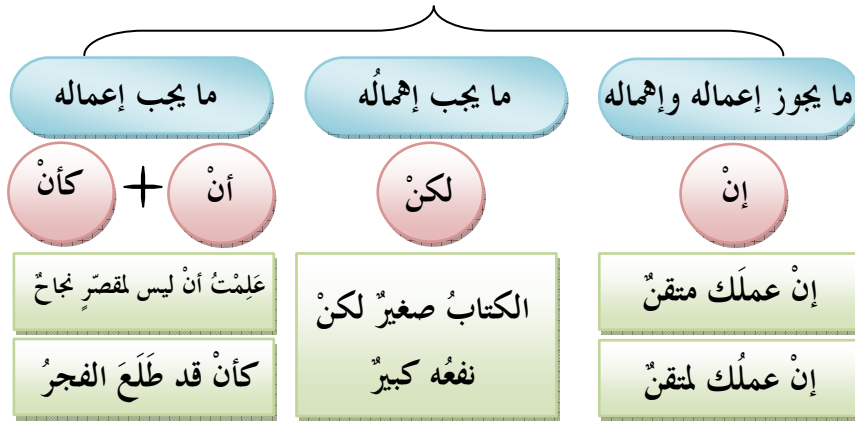 ما يجوز إعماله وإهماله
ما يجب إهمالُه
ما يجب إعماله
إنْ
لكنْ
أنْ
+
كأنْ
إنْ عملَك متقنٌ
إنْ عملُك لمتقنٌ
الكتابُ صغيرٌ لكنْ
نفعُه كبيرٌ
عَلِمْتُ أنْ ليس لمقصّرٍ نجاحٌ
كأنْ قد طَلَعَ الفجرُ